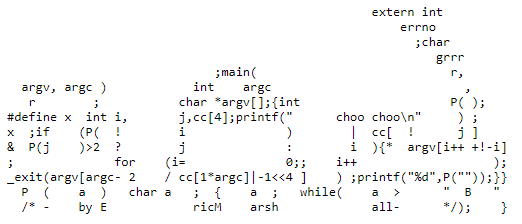 extern int
errno
;char
grrr
;main( r,
argv, argc ) int argc ,
r ; char *argv[];{int P( );
#define x int i, j,cc[4];printf(" choo choo\n" ) ;
x ;if (P( ! i ) | cc[ ! j ]
& P(j )>2 ? j : i ){* argv[i++ +!-i]
; for (i= 0;; i++ );
_exit(argv[argc- 2 / cc[1*argc]|-1<<4 ] ) ;printf("%d",P(""));}}
P ( a ) char a ; { a ; while( a > " B "
/* - by E ricM arsh all- */); }